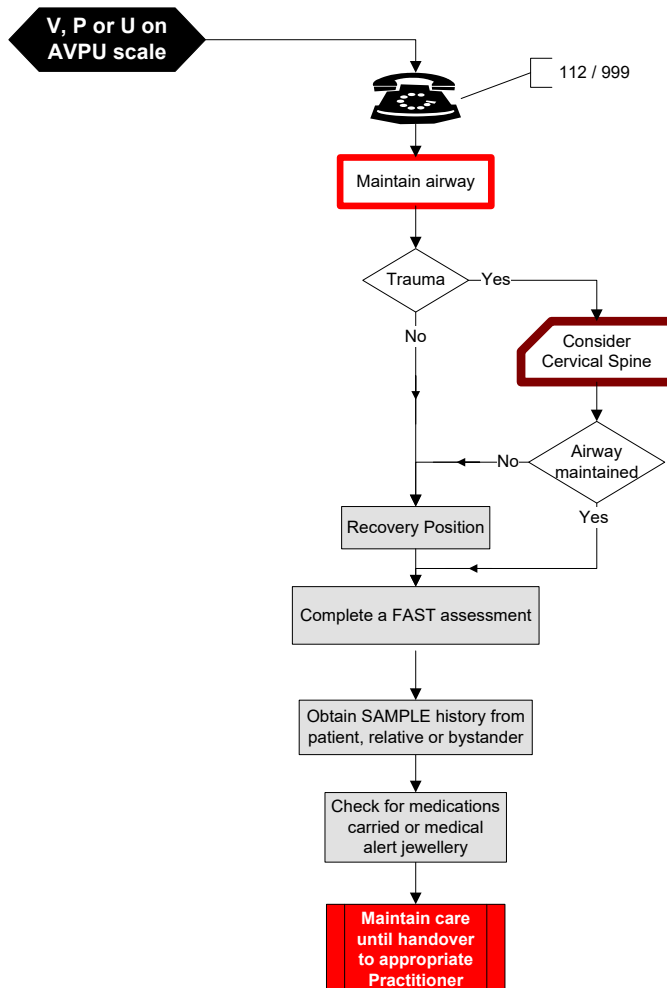 V, P or U on
AVPU scale
112 / 999
Maintain airway
Trauma
Yes
No
Consider
Cervical Spine
Airway
maintained
No
Yes
Recovery Position
Complete a FAST assessment
Obtain SAMPLE history from
patient, relative or bystander
Check for medications
carried or medical
alert jewellery
Maintain care
until handover
to appropriate
Practitioner